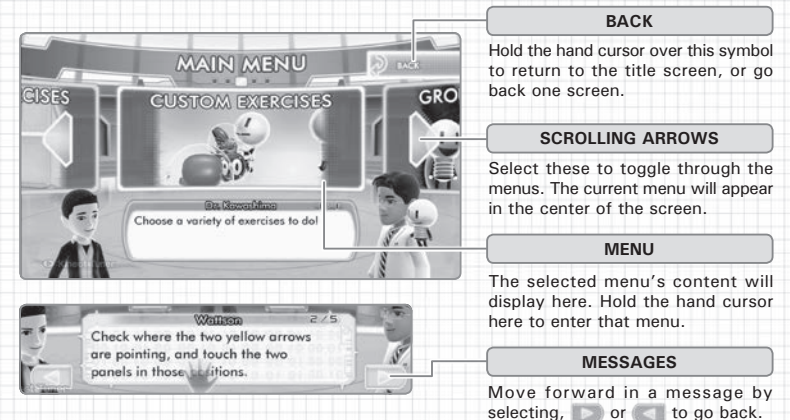 BACK
Hold the hand cursor over this symbol
to return to the title screen, or go
back one screen.
SCROLLING ARROWS
Select these to toggle through the
menus. The current menu will appear
in the center of the screen.
MENU
The selected menu's content will
display here. Hold the hand cursor
here to enter that menu.
MESSAGES
Move forward in a message by
selecting, or to go back.
MAIN MENU
BACK
CISES
CUSTOM EXERCISES
GRO
Dr. Kawashima
Choose a variety of exercises to do!
Wattson 2/5
Check where the two yellow arrows
are pointing, and touch the two
panels in those positions.